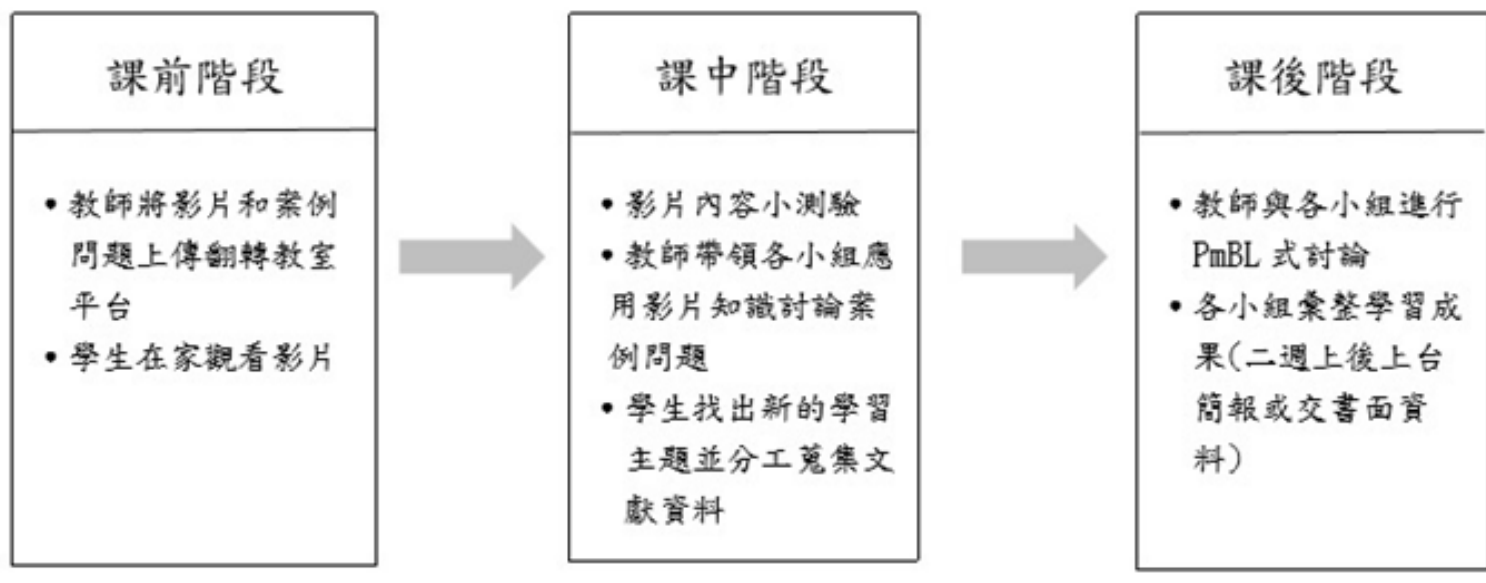 課前階段
• 教師將影片和案例
問題上傳翻轉教室
平台
• 學生在家觀看影片
課中階段
• 影片內容小測驗
• 教師帶領各小組應
用影片知識討論案
例問題
• 學生找出新的學習
主題並分工蒐集文
獻資料
課後階段
• 教師與各小組進行
PmBL 式討論
• 各小組彙整學習成
果(二週上後上台
簡報或交書面資
料)